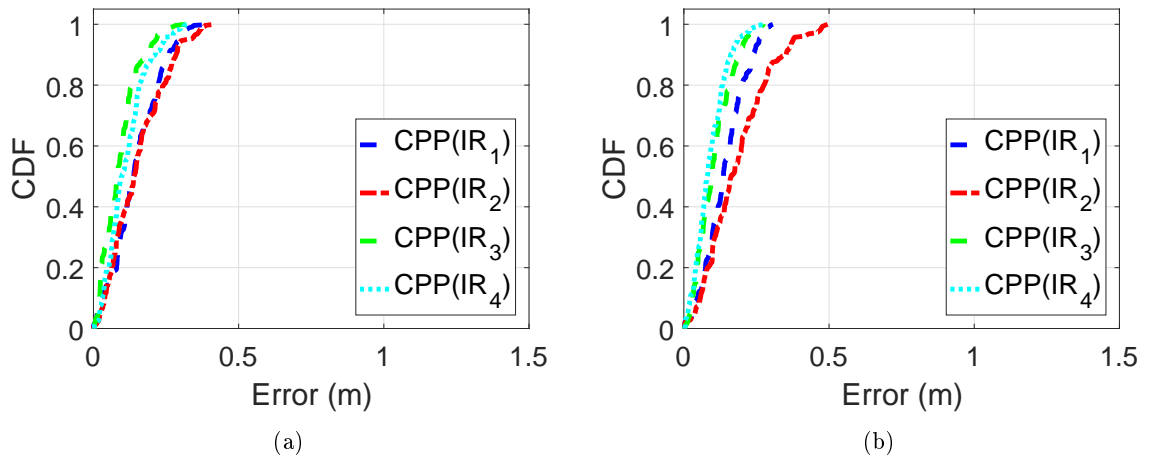 1
0.8
0.6
0.4
0.2
0
CDF
0
0.5
1
1.5
Error (m)
CPP(IR1)
CPP(IR2)
CPP(IR3)
CPP(IR4)
(a)
1
0.8
0.6
0.4
0.2
0
CDF
0
0.5
1
1.5
Error (m)
CPP(IR1)
CPP(IR2)
CPP(IR3)
CPP(IR4)
(b)